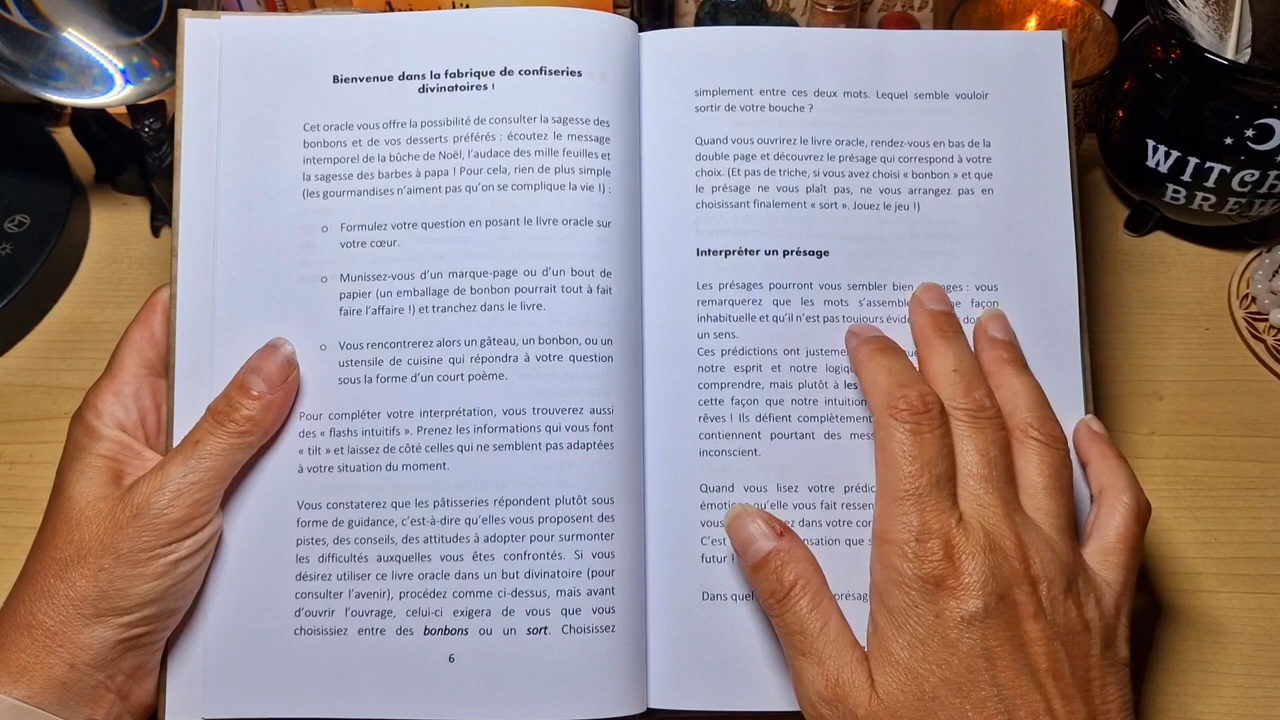 Bienvenue dans la fabrique de confiseries
divinatoires !
Cet oracle vous offre la possibilité de consulter la sagesse des
bonbons et de vos desserts préférés : écoutez le message
intemporel de la bûche de Noël, l'audace des mille feuilles et
la sagesse des barbes à papa ! Pour cela, rien de plus simple
(les gourmandises n'aiment pas qu'on se complique la vie !) :
o Formulez votre question en posant le livre oracle sur
votre cœur.
o Munissez-vous d'un marque-page ou d'un bout de
papier (un emballage de bonbon pourrait tout à fait
faire l'affaire !) et tranchez dans le livre.
o Vous rencontrerez alors un gâteau, un bonbon, ou un
ustensile de cuisine qui répondra à votre question
sous la forme d'un court poème.
Pour compléter votre interprétation, vous trouverez aussi
des « flashs intuitifs ». Prenez les informations qui vous font
« tilt » et laissez de côté celles qui ne semblent pas adaptées
à votre situation du moment.
Vous constaterez que les pâtisseries répondent plutôt sous
forme de guidance, c'est-à-dire qu'elles vous proposent des
pistes, des conseils, des attitudes à adopter pour surmonter
les difficultés auxquelles vous êtes confrontés. Si vous
désirez utiliser ce livre oracle dans un but divinatoire (pour
consulter l'avenir), procédez comme ci-dessus, mais avant
d'ouvrir l'ouvrage, celui-ci exigera de vous que vous
choisissiez entre des bonbons ou un sort. Choisissez
6
simplement entre ces deux mots. Lequel semble vouloir
sortir de votre bouche ?
Quand vous ouvrirez le livre oracle, rendez-vous en bas de la
double page et découvrez le présage qui correspond à votre
choix. (Et pas de triche, si vous avez choisi « bonbon » et que
le présage ne vous plaît pas, ne vous arrangez pas en
choisissant finalement « sort ». Jouez le jeu !)
Interpréter un présage
Les présages pourront vous sembler bien : vous
remarquerez que les mots façon
inhabituelle et qu'il n'est pas toujours
un sens.
Ces prédictions ont
notre esprit et notre
comprendre, mais plutôt à les
cette façon que notre intuition
rêves ! Ils défient complètement
contiennent pourtant des
inconscient.
Quand vous lisez votre
qu'elle vous fait
vous dans votre
C'est que
futur !
Dans
WITCH
BREW